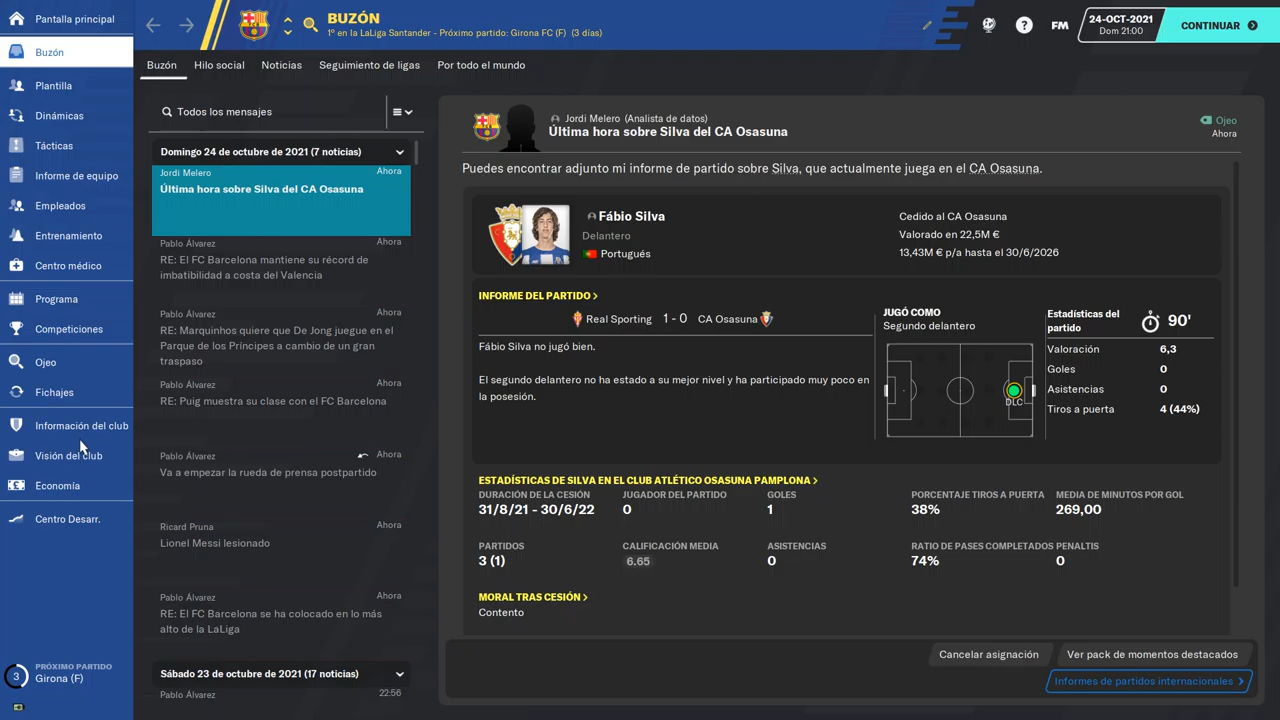 Pantalla principal
Buzón
Plantilla
Dinámicas
Tácticas
Informe de equipo
Empleados
Entrenamiento
Centro médico
Programa
Competiciones
Ojeo
Fichajes
Información del club
Visión del club
Economía
Centro Desarr.
3
PRÓXIMO PARTIDO
Girona (F)
BUZÓN
1º en la LaLiga Santander - Próximo partido: Girona FC (F) (3 días)
FM
24-OCT-2021
Dom 21:00
CONTINUAR
Buzón
Hilo social
Noticias
Seguimiento de ligas
Por todo el mundo
Todos los mensajes
Domingo 24 de octubre de 2021 (7 noticias)
Jordi Melero
Ahora
Última hora sobre Silva del CA Osasuna
Pablo Álvarez
Ahora
RE: El FC Barcelona mantiene su récord de
imbatibilidad a costa del Valencia
Pablo Álvarez
Ahora
RE: Marquinhos quiere que De Jong juegue en el
Parque de los Príncipes a cambio de un gran
traspaso
Pablo Álvarez
Ahora
RE: Puig muestra su clase con el FC Barcelona
Pablo Álvarez
Ahora
Va a empezar la rueda de prensa postpartido
Ricard Pruna
Ahora
Lionel Messi lesionado
Pablo Álvarez
Ahora
RE: El FC Barcelona se ha colocado en lo más
alto de la LaLiga
Sábado 23 de octubre de 2021 (17 noticias)
Pablo Álvarez
22:56
Jordi Melero (Analista de datos)
Última hora sobre Silva del CA Osasuna
Ojeo
Ahora
Puedes encontrar adjunto mi informe de partido sobre Silva, que actualmente juega en el CA Osasuna.
Fábio Silva
Delantero
Portugués
Cedido al CA Osasuna
Valorado en 22,5M €
13,43M € p/a hasta el 30/6/2026
INFORME DEL PARTIDO >
Real Sporting 1 - 0 CA Osasuna
Fábio Silva no jugó bien.
El segundo delantero no ha estado a su mejor nivel y ha participado muy poco en
la posesión.
JUGÓ COMO
Segundo delantero
DLC
Estadísticas del
partido
90'
Valoración 6,3
Goles 0
Asistencias 0
Tiros a puerta 4 (44%)
ESTADÍSTICAS DE SILVA EN EL CLUB ATLÉTICO OSASUNA PAMPLONA >
DURACIÓN DE LA CESIÓN JUGADOR DEL PARTIDO GOLES PORCENTAJE TIROS A PUERTA MEDIA DE MINUTOS POR GOL
31/8/21 - 30/6/22 0 1 38% 269,00
PARTIDOS CALIFICACIÓN MEDIA ASISTENCIAS RATIO DE PASES COMPLETADOS PENALTIS
3 (1) 6.65 0 74% 0
MORAL TRAS CESIÓN >
Contento
Cancelar asignación
Ver pack de momentos destacados
Informes de partidos internacionales >